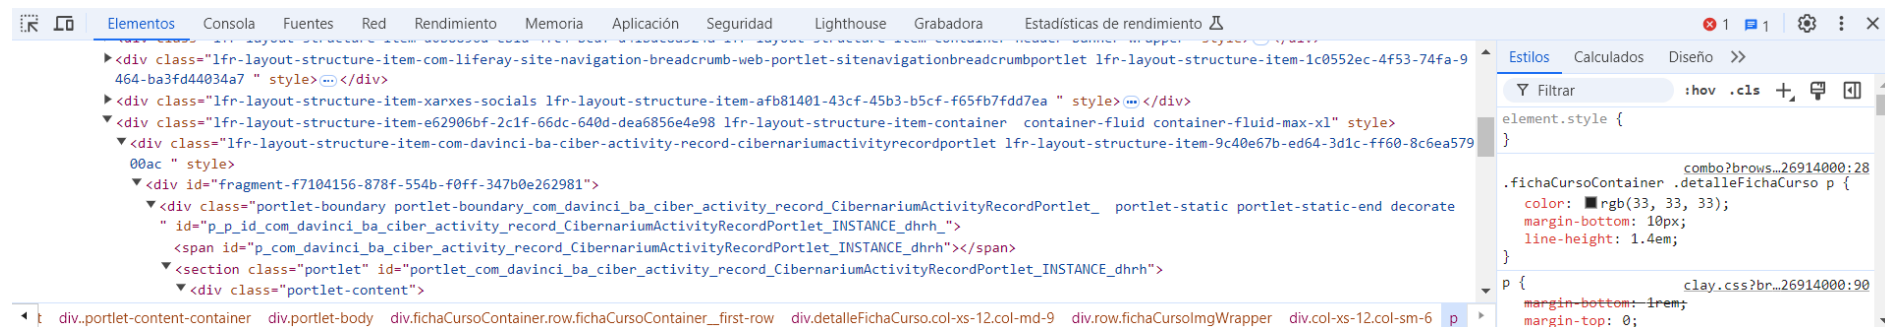 Elementos Consola Fuentes Red Rendimiento Memoria Aplicación Seguridad Lighthouse Grabadora Estadísticas de rendimiento 1 1
<div class="lfr-layout-structure-item-com-liferay-site-navigation-breadcrumb-web-portlet-sitenavigationbreadcrumbportlet lfr-layout-structure-item-1c0552ec-4f53-74fa-9
464-ba3fd44034a7 " style>…</div>
<div class="lfr-layout-structure-item-xarxes-socials lfr-layout-structure-item-afb81401-43cf-45b3-b5cf-f65fb7fdd7ea " style>…</div>
<div class="lfr-layout-structure-item-e62906bf-2c1f-66dc-640d-dea6856e4e98 lfr-layout-structure-item-container  container-fluid container-fluid-max-xl" style>
<div class="lfr-layout-structure-item-com-davinci-ba-ciber-activity-record-cibernariumactivityrecordportlet lfr-layout-structure-item-9c40e67b-ed64-3d1c-ff60-8c6ea579
00ac " style>
<div id="fragment-f7104156-878f-554b-f0ff-347b0e262981">
<div class="portlet-boundary portlet-boundary_com_davinci_ba_ciber_activity_record_CibernariumActivityRecordPortlet_  portlet-static portlet-static-end decorate
" id="p_p_id_com_davinci_ba_ciber_activity_record_CibernariumActivityRecordPortlet_INSTANCE_dhrh_">
<span id="p_com_davinci_ba_ciber_activity_record_CibernariumActivityRecordPortlet_INSTANCE_dhrh"></span>
<section class="portlet" id="portlet_com_davinci_ba_ciber_activity_record_CibernariumActivityRecordPortlet_INSTANCE_dhrh">
<div class="portlet-content">
t div..portlet-content-container div.portlet-body div.fichaCursoContainer.row.fichaCursoContainer__first-row div.detalleFichaCurso.col-xs-12.col-md-9 div.row.fichaCursoImgWrapper div.col-xs-12.col-sm-6 p
Estilos Calculados Diseño
Filtrar :hov .cls
element.style {
}
combo?brows…26914000:28
.fichaCursoContainer .detalleFichaCurso p {
color: rgb(33, 33, 33);
margin-bottom: 10px;
line-height: 1.4em;
}
p { clay.css?br…26914000:90
margin-bottom: 1rem;
margin-top: 0;